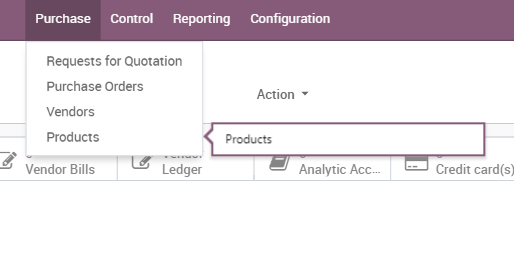 Purchase Control Reporting Configuration
Requests for Quotation
Purchase Orders
Action
Vendors
Products
Products
Vendor Bills
Ledger
Analytic Acc...
Credit card(s)